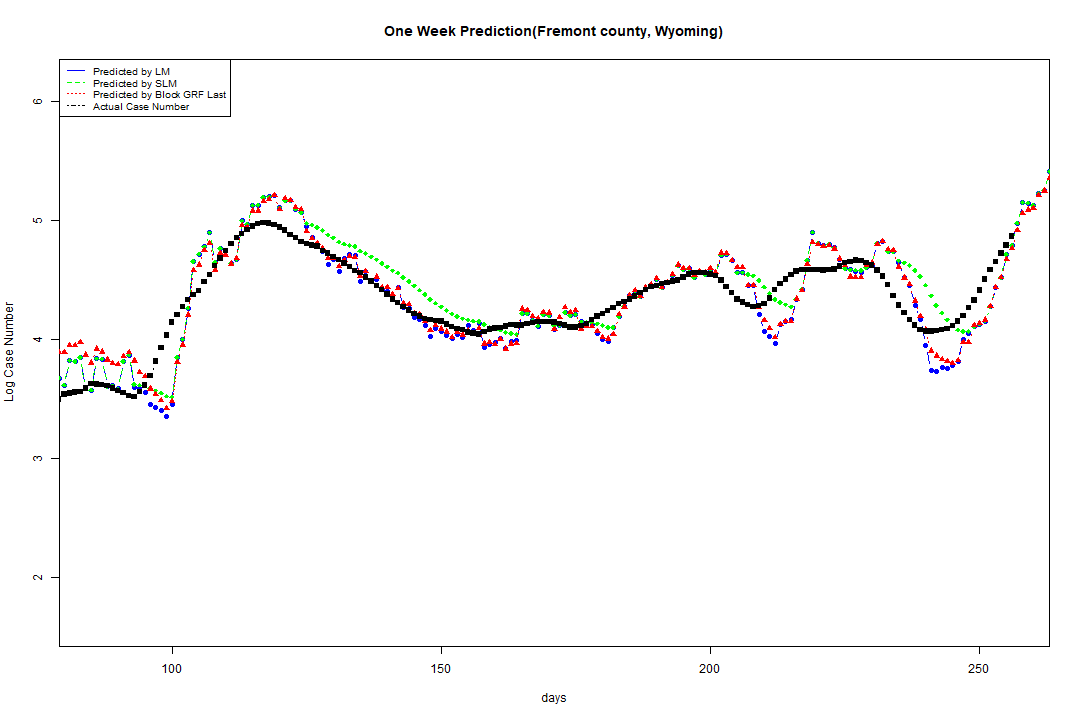 One Week Prediction(Fremont county, Wyoming)
Predicted by LM
Predicted by SLM
Predicted by Block GRF Last
Actual Case Number
6
5
4
3
2
Log Case Number
100 150 200 250
days